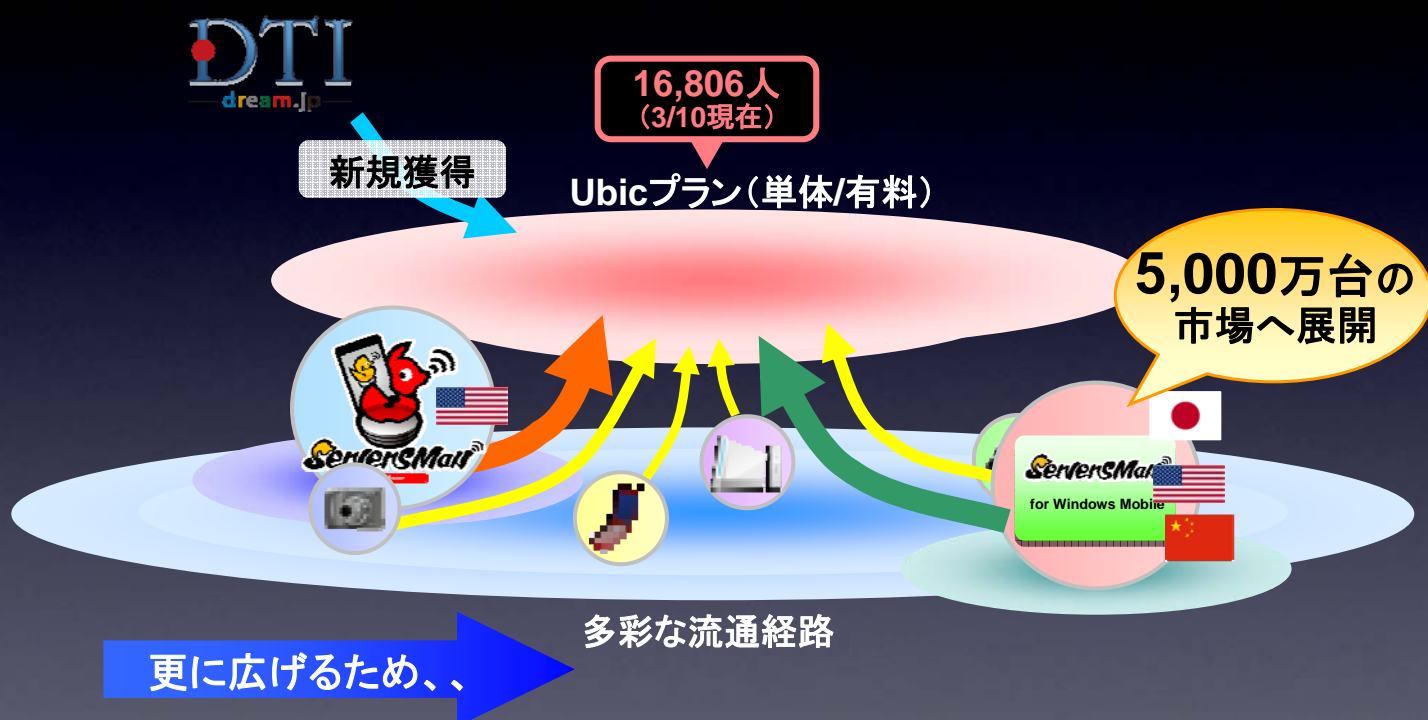 DTI
dream.jp
16,806人
（3/10現在）
新規獲得
Ubicプラン（単体/有料）
5,000万台の
市場へ展開
ServersMan
ServersMan
for Windows Mobile
多彩な流通経路
更に広げるため、、